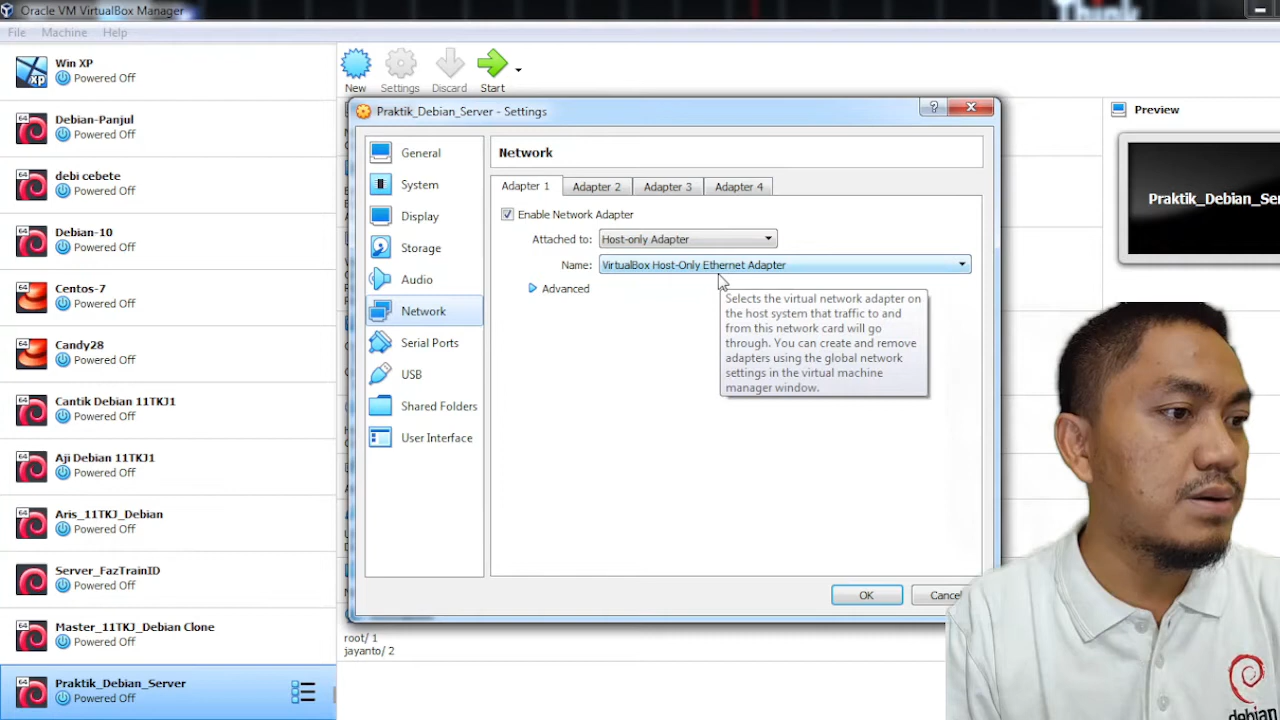 Oracle VM VirtualBox Manager
Think
File Machine Help
Win XP
Powered Off
Debian-Panjul
Powered Off
debi cebete
Powered Off
Debian-10
Powered Off
Centos-7
Powered Off
Candy28
Powered Off
Cantik Debian 11TKJ1
Powered Off
Aji Debian 11TKJ1
Powered Off
Aris_11TKJ_Debian
Powered Off
Server_FazTrainID
Powered Off
Master_11TKJ_Debian Clone
Powered Off
Praktik_Debian_Server
Powered Off
New Settings Discard Start
Praktik_Debian_Server - Settings
General
System
Display
Storage
Audio
Network
Serial Ports
USB
Shared Folders
User Interface
Network
Adapter 1 Adapter 2 Adapter 3 Adapter 4
Enable Network Adapter
Attached to: Host-only Adapter
Name: VirtualBox Host-Only Ethernet Adapter
Advanced
Selects the virtual network adapter on
the host system that traffic to and
from this network card will go
through. You can create and remove
adapters using the global network
settings in the virtual machine
manager window.
OK Cancel
root/ 1
jayanto/ 2
Preview
Praktik_Debian_Ser
debian